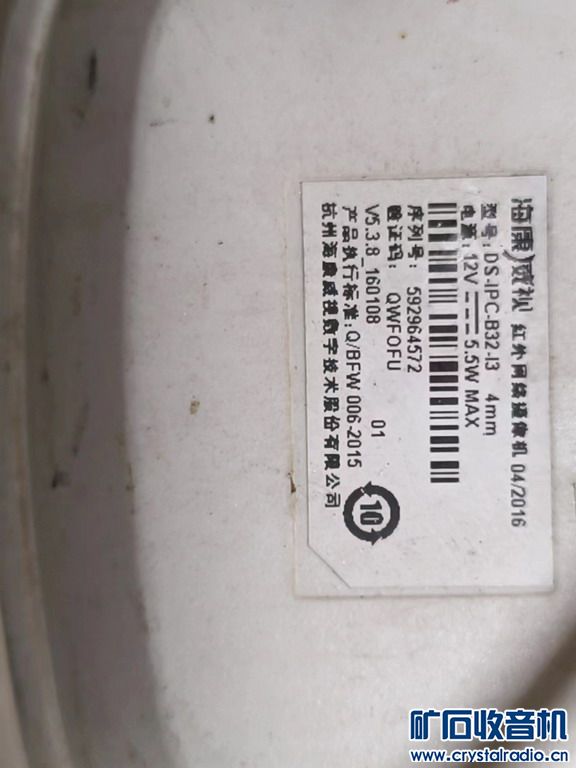 海康威视 红外网络摄像机 04/2016
型号: DS-IPC-B32-I3 4mm
电源: 12V 5.5W MAX
序列号: 592964572
验证码: QWFOFU
V5.3.8_160108 01
产品执行标准: Q/BFW 006-2015
杭州海康威视数字技术股份有限公司
10
矿石收音机
www.crystalradio.cn